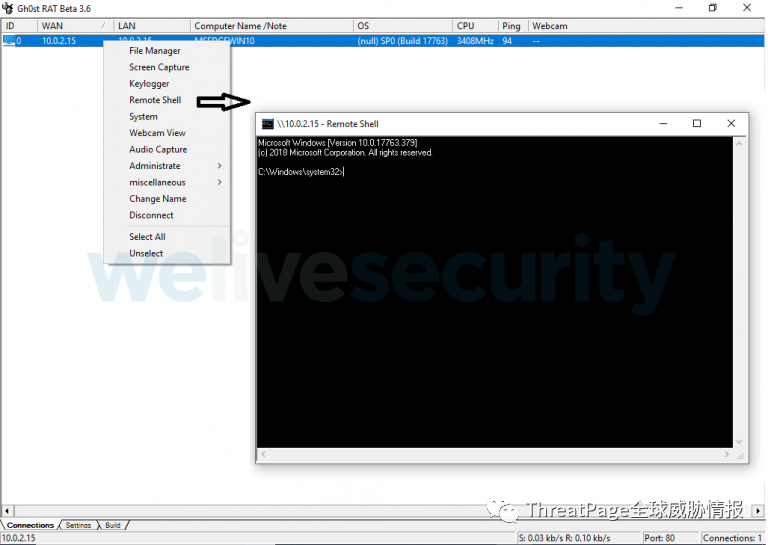 Gh0st RAT Beta 3.6
ID WAN LAN Computer Name /Note OS CPU Ping Webcam
0 10.0.2.15 10.0.2.15 MSEDGEWIN10 (null) SP0 (Build 17763) 3408MHz 94 --
File Manager
Screen Capture
Keylogger
Remote Shell
System
Webcam View
Audio Capture
Administrate
miscellaneous
Change Name
Disconnect
Select All
Unselect
\\10.0.2.15 - Remote Shell
Microsoft Windows [Version 10.0.17763.379]
(c) 2018 Microsoft Corporation. All rights reserved.
C:\Windows\system32>
welivesecurity
ThreatPage全球威胁情报
Connections Settings Build
10.0.2.15 S: 0.03 kb/s R: 0.10 kb/s Port: 80 Connections: 1